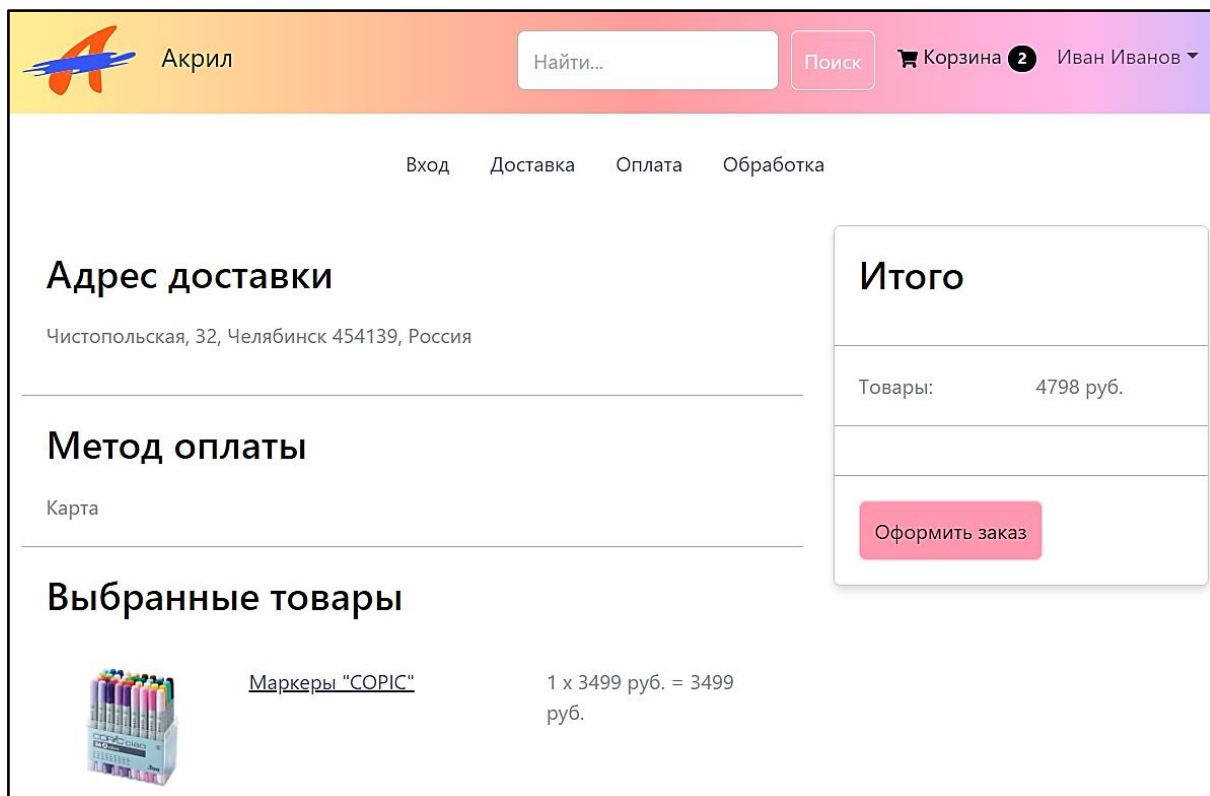 Акрил
Найти...
Поиск
Корзина 2
Иван Иванов
Вход Доставка Оплата Обработка
Адрес доставки
Чистопольская, 32, Челябинск 454139, Россия
Метод оплаты
Карта
Выбранные товары
Маркеры "COPIC"
1 x 3499 руб. = 3499
руб.
Итого
Товары: 4798 руб.
Оформить заказ